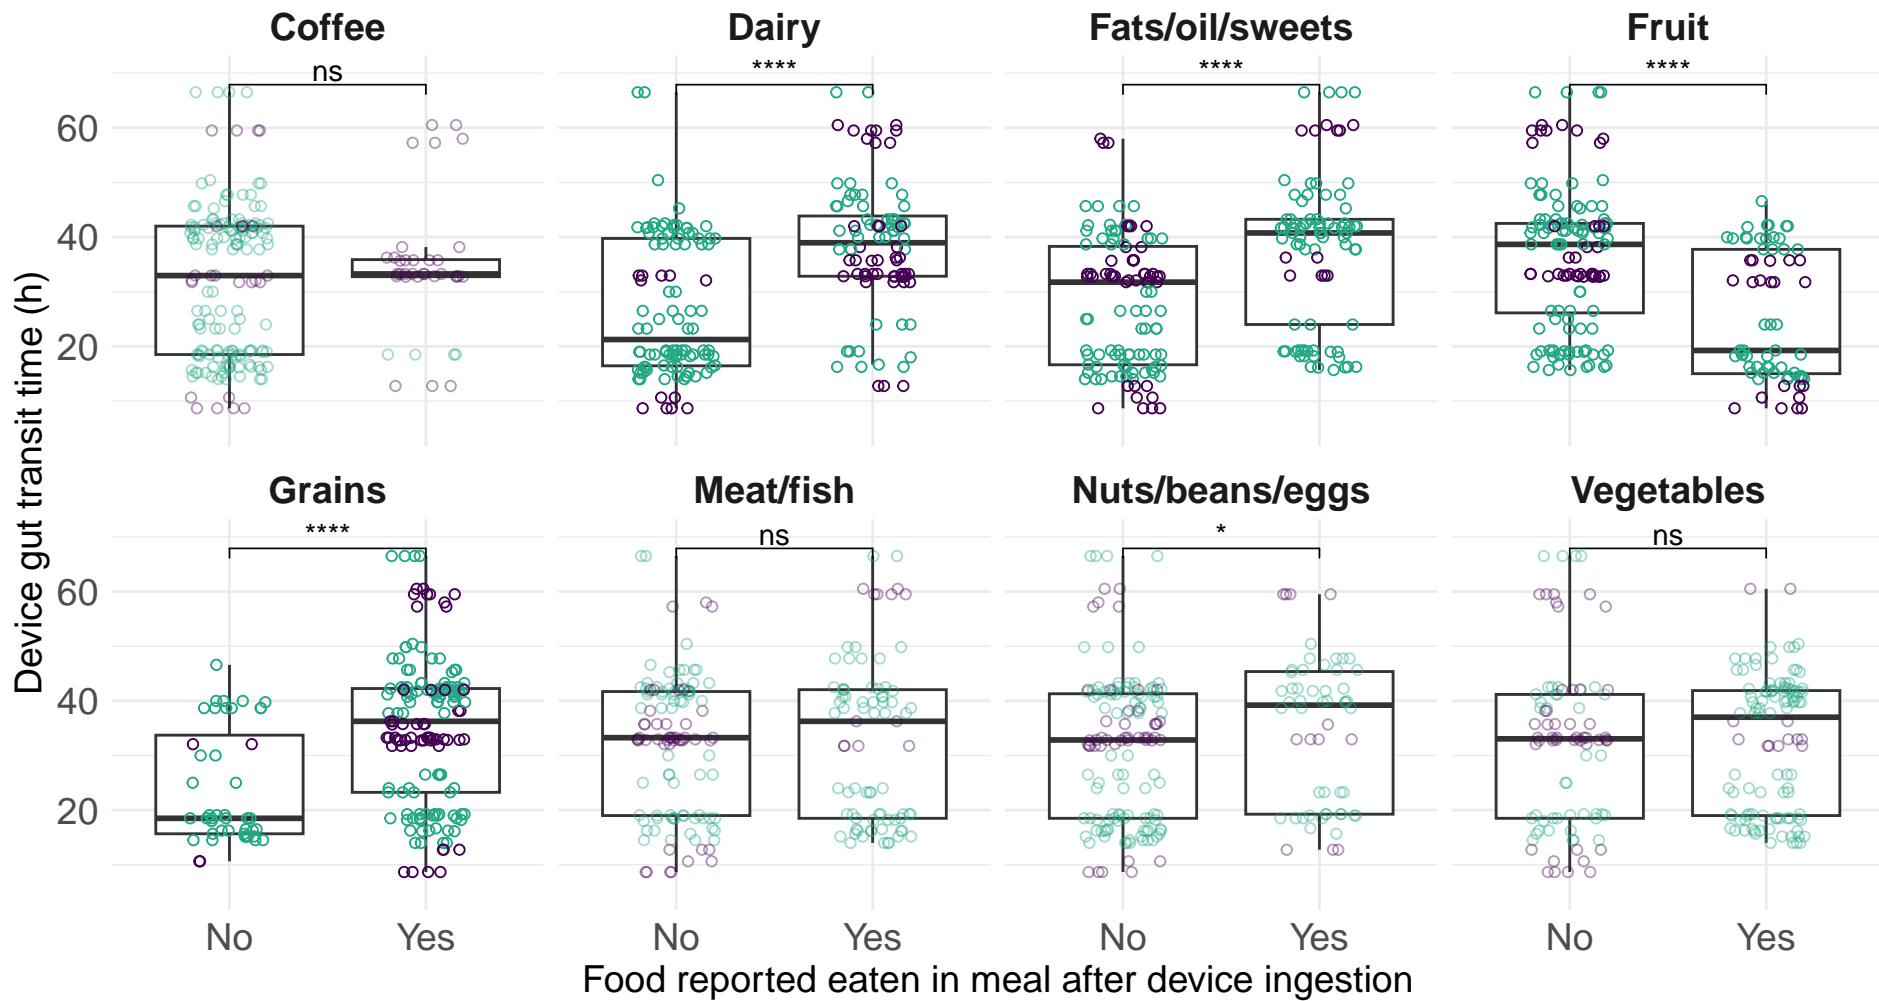 Coffee Dairy Fats/oil/sweets Fruit
ns **** **** ****
60
40
20
Grains Meat/fish Nuts/beans/eggs Vegetables
**** ns * ns
60
40
20
No Yes No Yes No Yes No Yes
Food reported eaten in meal after device ingestion
Device gut transit time (h)